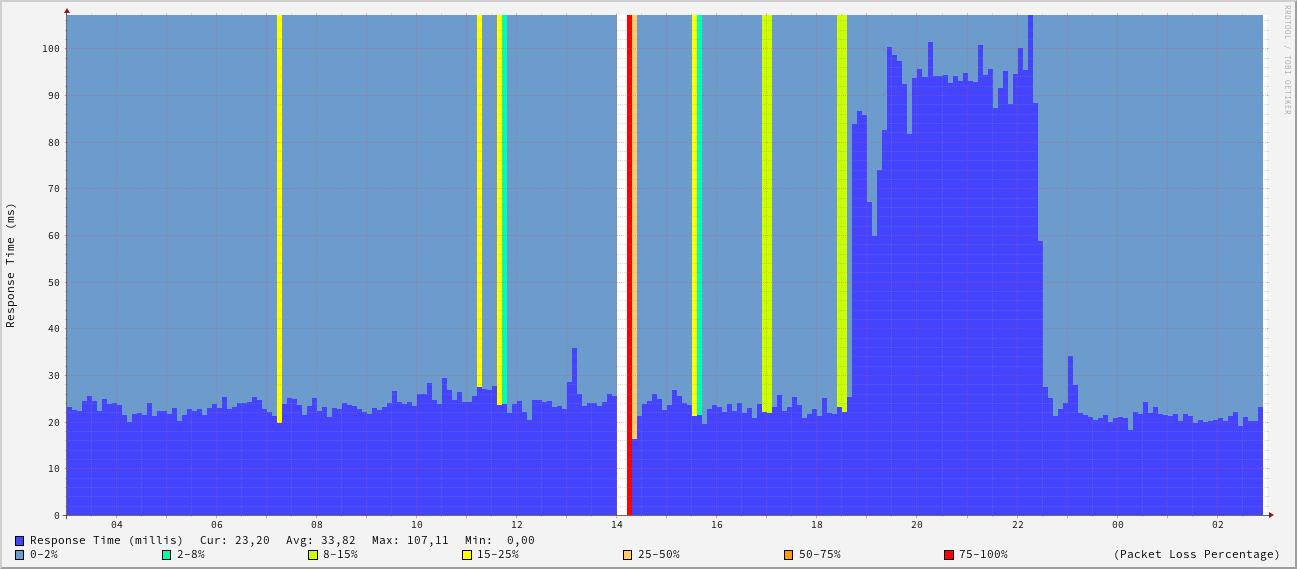 RRDTOOL / TOBI OETIKER
Response Time (ms)
100
90
80
70
60
50
40
30
20
10
0
04 06 08 10 12 14 16 18 20 22 00 02
Response Time (millis) Cur: 23,20 Avg: 33,82 Max: 107,11 Min: 0,00
0-2% 2-8% 8-15% 15-25% 25-50% 50-75% 75-100% (Packet Loss Percentage)